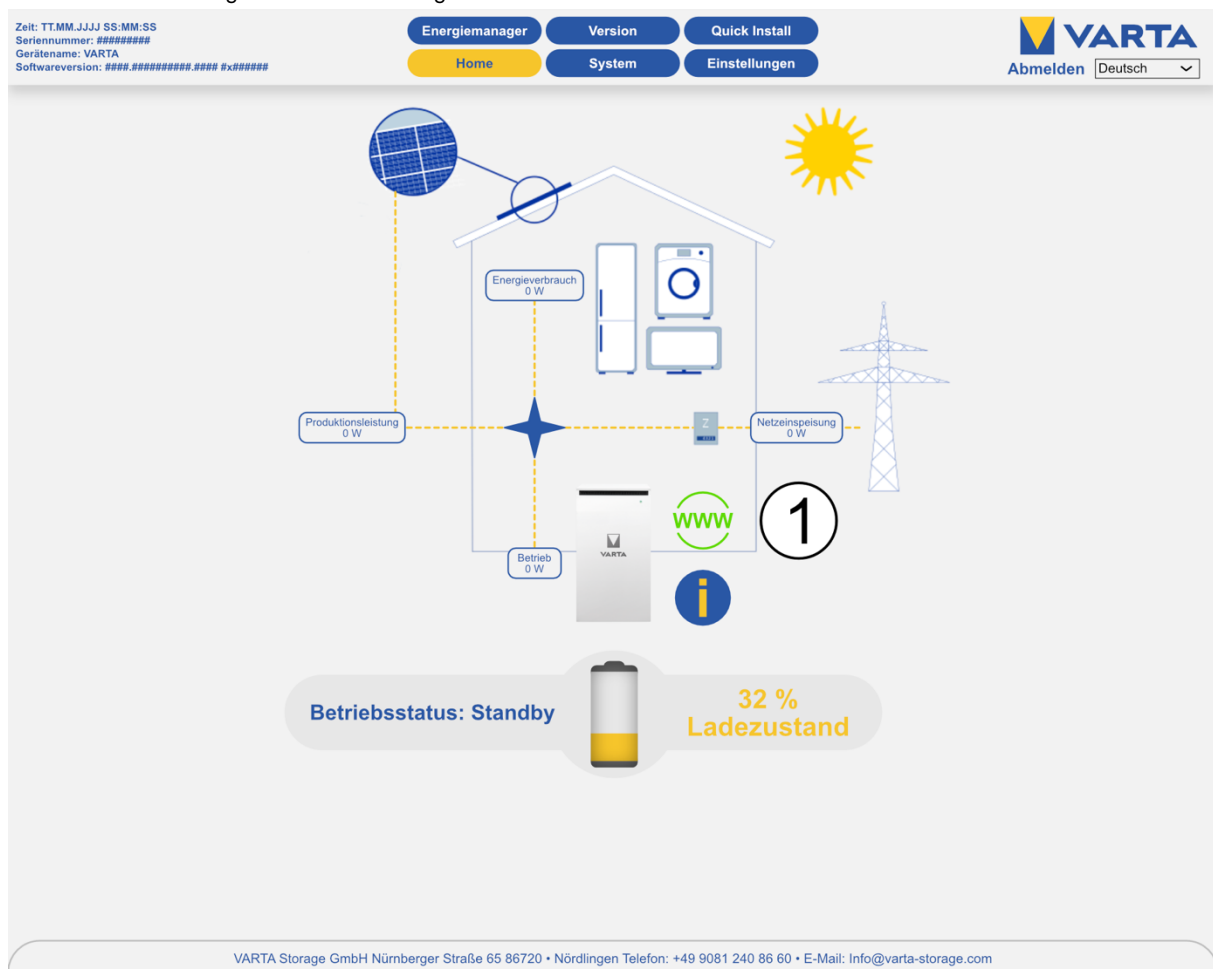 Zeit: TT.MM.JJJJ SS:MM:SS
Seriennummer: #########
Gerätename: VARTA
Softwareversion: ####.##########.#### #x######
Energiemanager
Version
Quick Install
Home
System
Einstellungen
VARTA
Abmelden
Deutsch
Energieverbrauch
0 W
Produktionsleistung
0 W
Z
Netzeinspeisung
0 W
VARTA
www
1
Betrieb
0 W
i
Betriebsstatus: Standby
32 %
Ladezustand
VARTA Storage GmbH Nürnberger Straße 65 86720 • Nördlingen Telefon: +49 9081 240 86 60 • E-Mail: Info@varta-storage.com